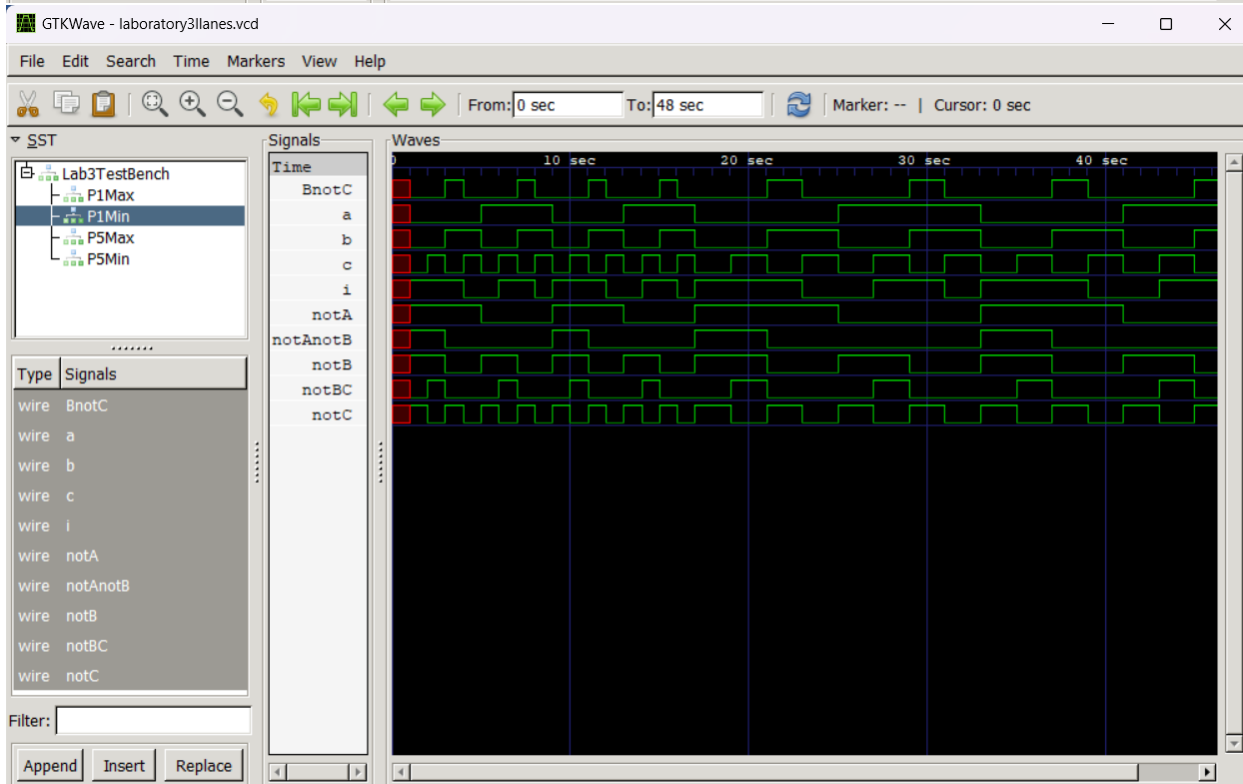 GTKWave - laboratory3llanes.vcd
File Edit Search Time Markers View Help
From: 0 sec To: 48 sec Marker: -- | Cursor: 0 sec
SST
Lab3TestBench
P1Max
P1Min
P5Max
P5Min
Type Signals
wire BnotC
wire a
wire b
wire c
wire i
wire notA
wire notAnotB
wire notB
wire notBC
wire notC
Filter:
Append Insert Replace
Signals
Time
BnotC
a
b
c
i
notA
notAnotB
notB
notBC
notC
Waves
0 10 sec 20 sec 30 sec 40 sec